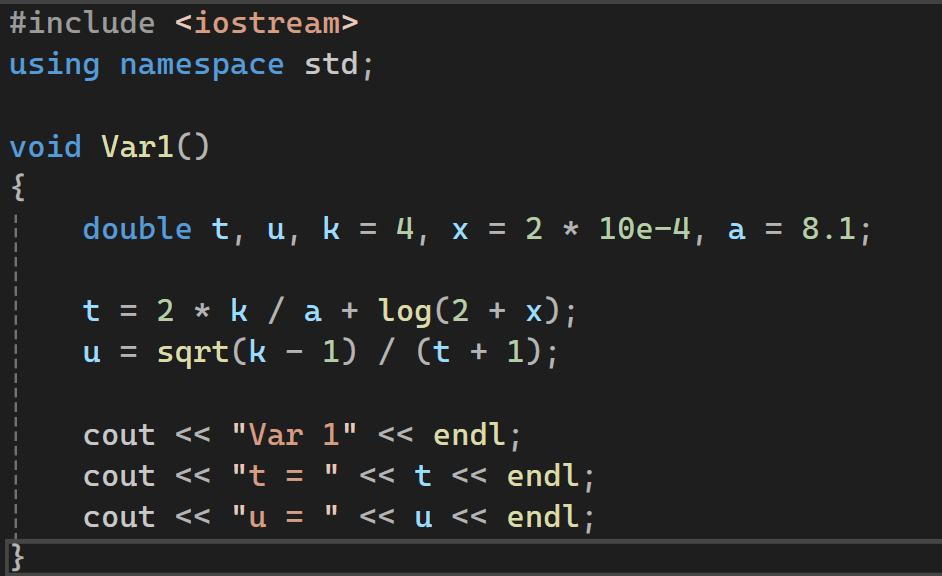 #include <iostream>
using namespace std;
void Var1()
{
double t, u, k = 4, x = 2 * 10e-4, a = 8.1;
t = 2 * k / a + log(2 + x);
u = sqrt(k - 1) / (t + 1);
cout << "Var 1" << endl;
cout << "t = " << t << endl;
cout << "u = " << u << endl;
}